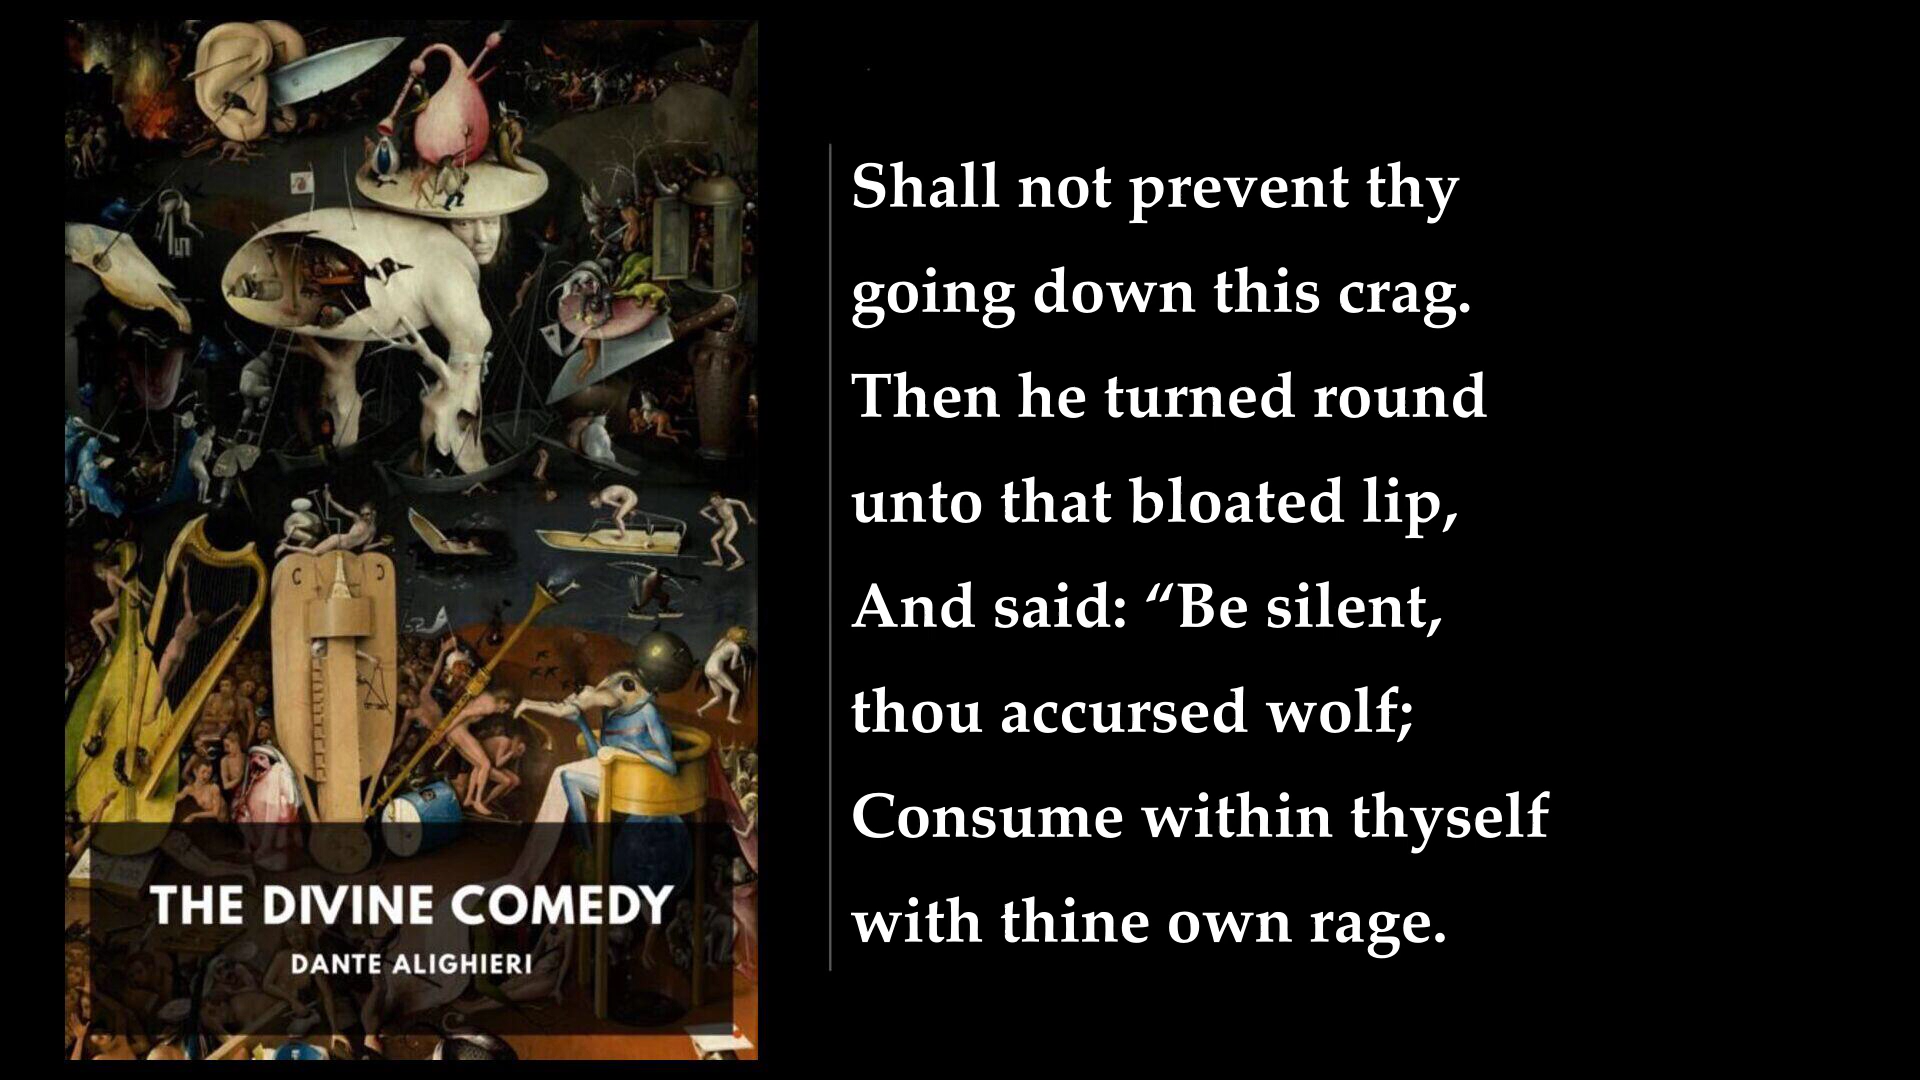 THE DIVINE COMEDY
DANTE ALIGHIERI
Shall not prevent thy
going down this crag.
Then he turned round
unto that bloated lip,
And said: “Be silent,
thou accursed wolf;
Consume within thyself
with thine own rage.